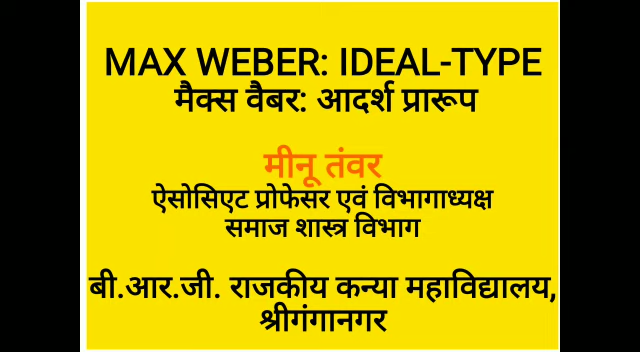 MAX WEBER: IDEAL-TYPE
मैक्स वैबर: आदर्श प्रारूप
मीनू तंवर
ऐसोसिएट प्रोफेसर एवं विभागाध्यक्ष
समाज शास्त्र विभाग
बी.आर.जी. राजकीय कन्या महाविद्यालय,
श्रीगंगानगर